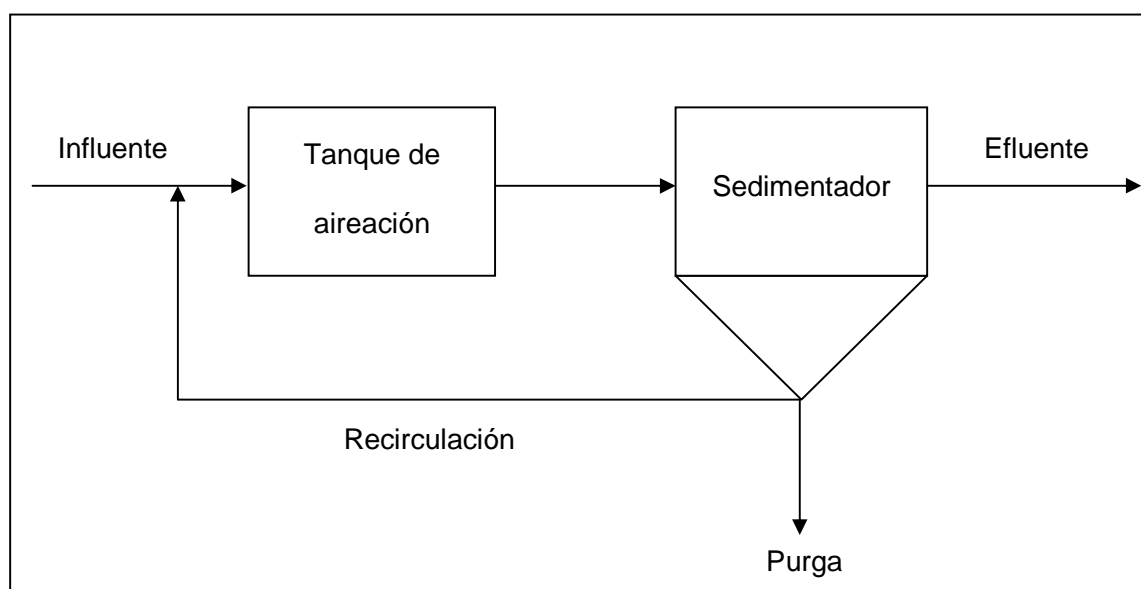 Influente
Tanque de
aireación
Sedimentador
Efluente
Recirculación
Purga